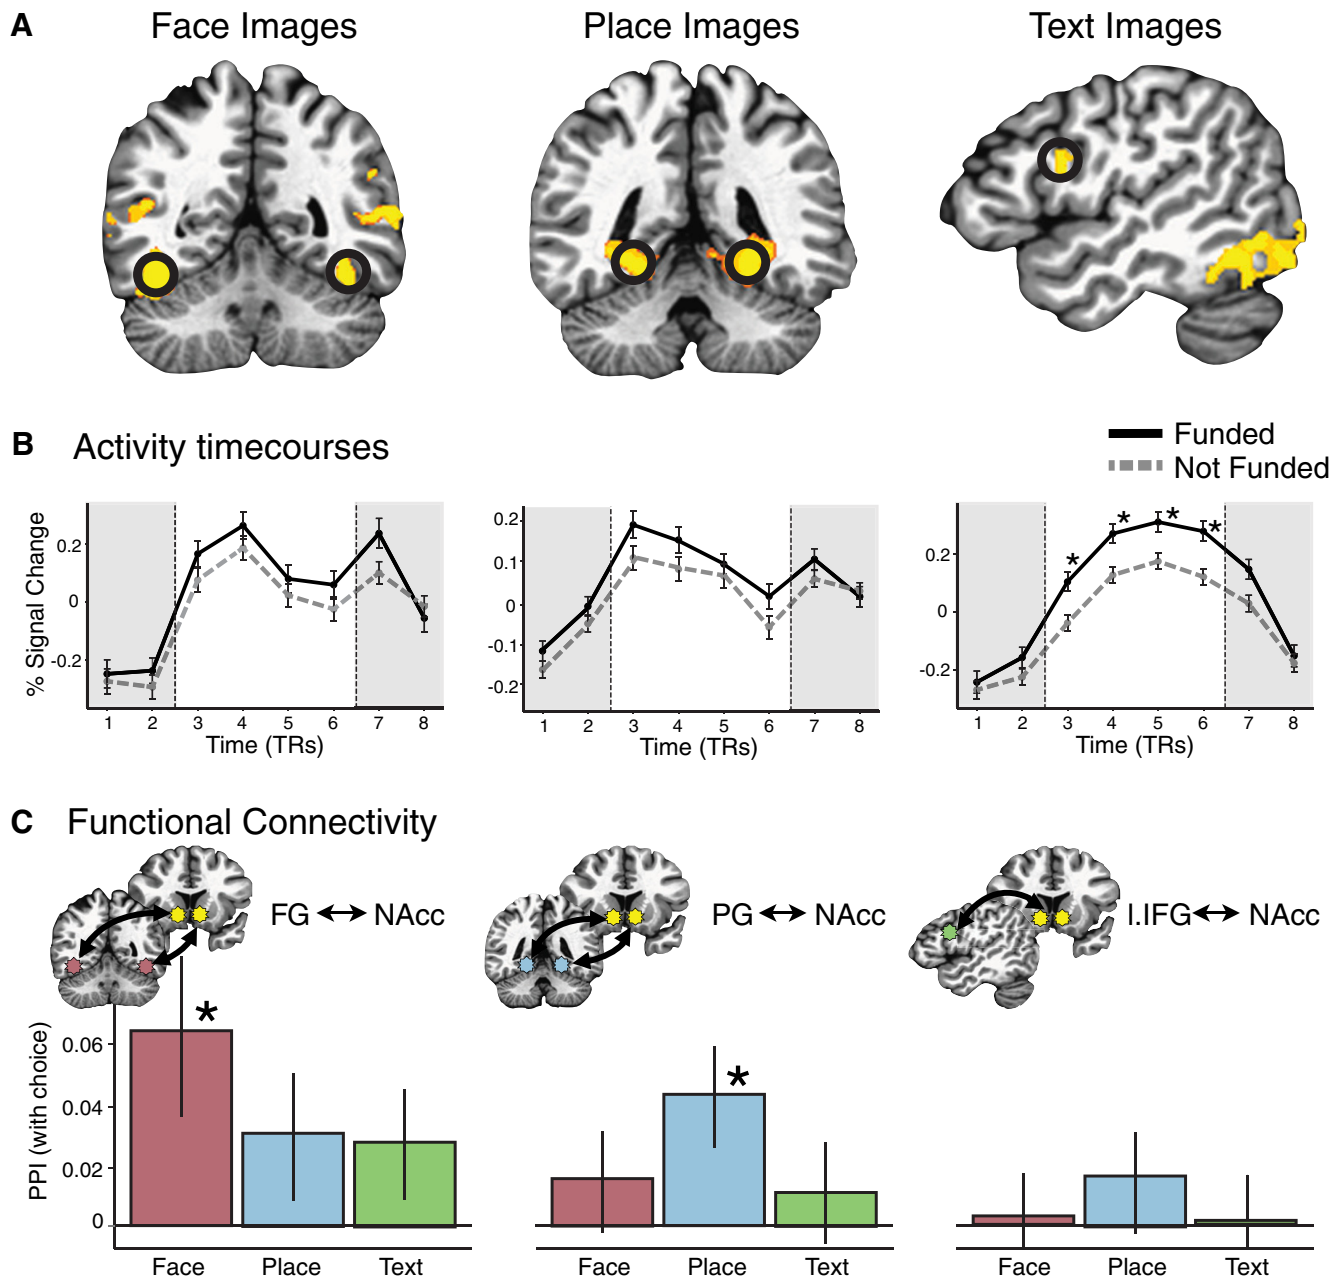 A Face Images Place Images Text Images
B Activity timecourses
Funded
Not Funded
% Signal Change
0.2
0
-0.2
1 2 3 4 5 6 7 8
Time (TRs)
0.2
0.1
0
-0.1
-0.2
1 2 3 4 5 6 7 8
Time (TRs)
* * * *
0.2
0
-0.2
1 2 3 4 5 6 7 8
Time (TRs)
C Functional Connectivity
FG ↔ NAcc
PG ↔ NAcc
l.IFG ↔ NAcc
PPI (with choice)
0.06
0.04
0.02
0
*
Face Place Text
*
Face Place Text
Face Place Text